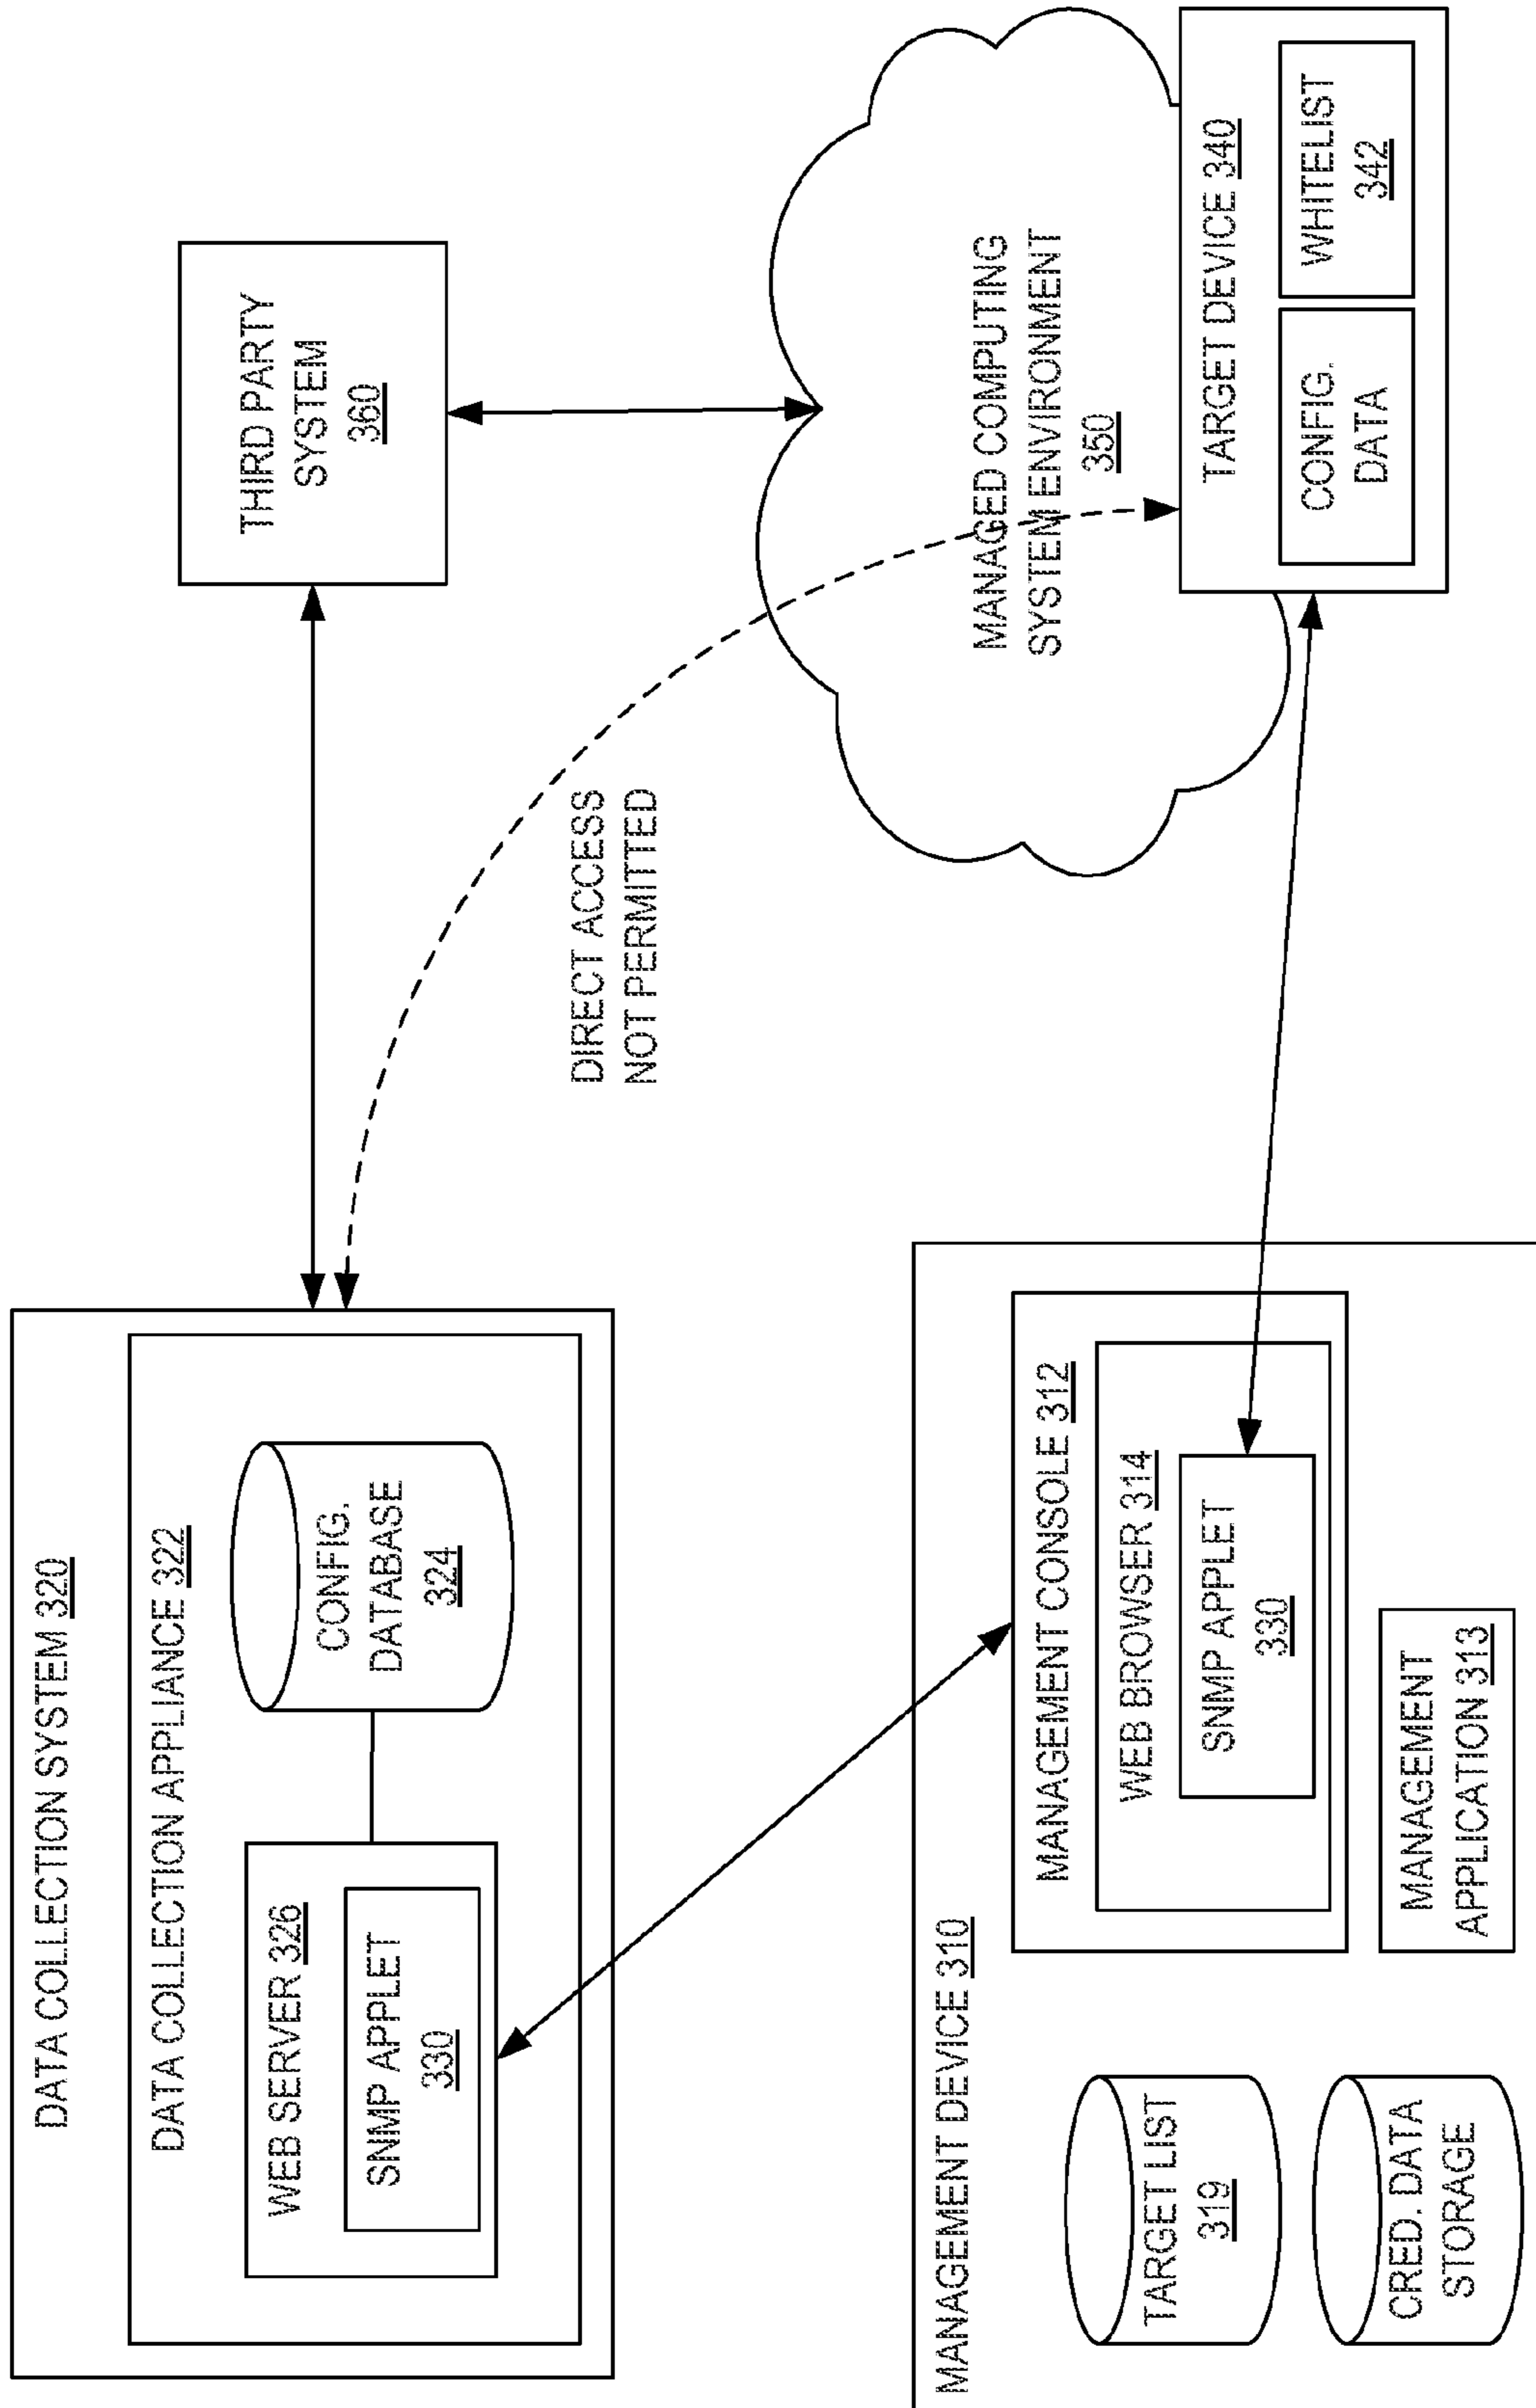 DATA COLLECTION SYSTEM 320
DATA COLLECTION APPLIANCE 322
WEB SERVER 326
SNMP APPLET
330
CONFIG.
DATABASE
324
THIRD PARTY
SYSTEM
360
DIRECT ACCESS
NOT PERMITTED
MANAGED COMPUTING
SYSTEM ENVIRONMENT
350
MANAGEMENT DEVICE 310
TARGET LIST
319
CRED. DATA
STORAGE
MANAGEMENT CONSOLE 312
WEB BROWSER 314
SNMP APPLET
330
MANAGEMENT
APPLICATION 313
TARGET DEVICE 340
CONFIG.
DATA
WHITELIST
342